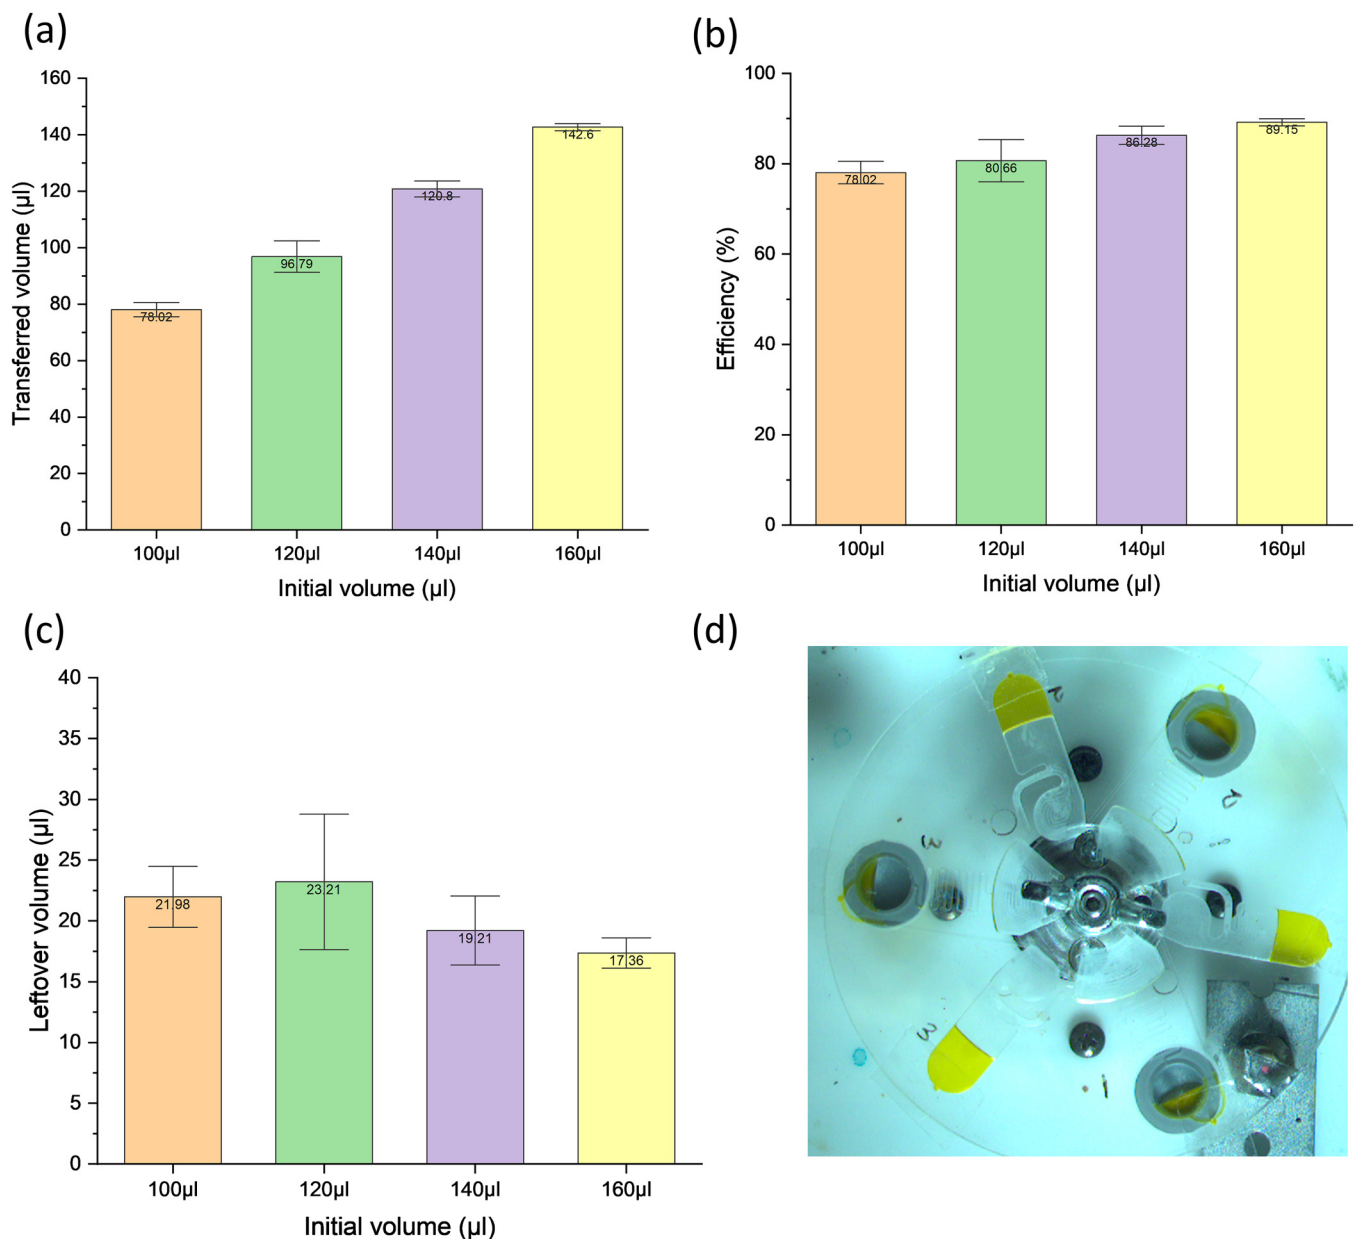 (a)
160
140
120
100
80
60
40
20
0
Transferred volume (µl)
78.02
96.79
120.8
142.6
100µl
120µl
140µl
160µl
Initial volume (µl)
(b)
100
80
60
40
20
0
Efficiency (%)
78.02
80.66
86.28
89.15
100µl
120µl
140µl
160µl
Initial volume (µl)
(c)
40
35
30
25
20
15
10
5
0
Leftover volume (µl)
21.98
23.21
19.21
17.36
100µl
120µl
140µl
160µl
Initial volume (µl)
(d)
2
3
3
1